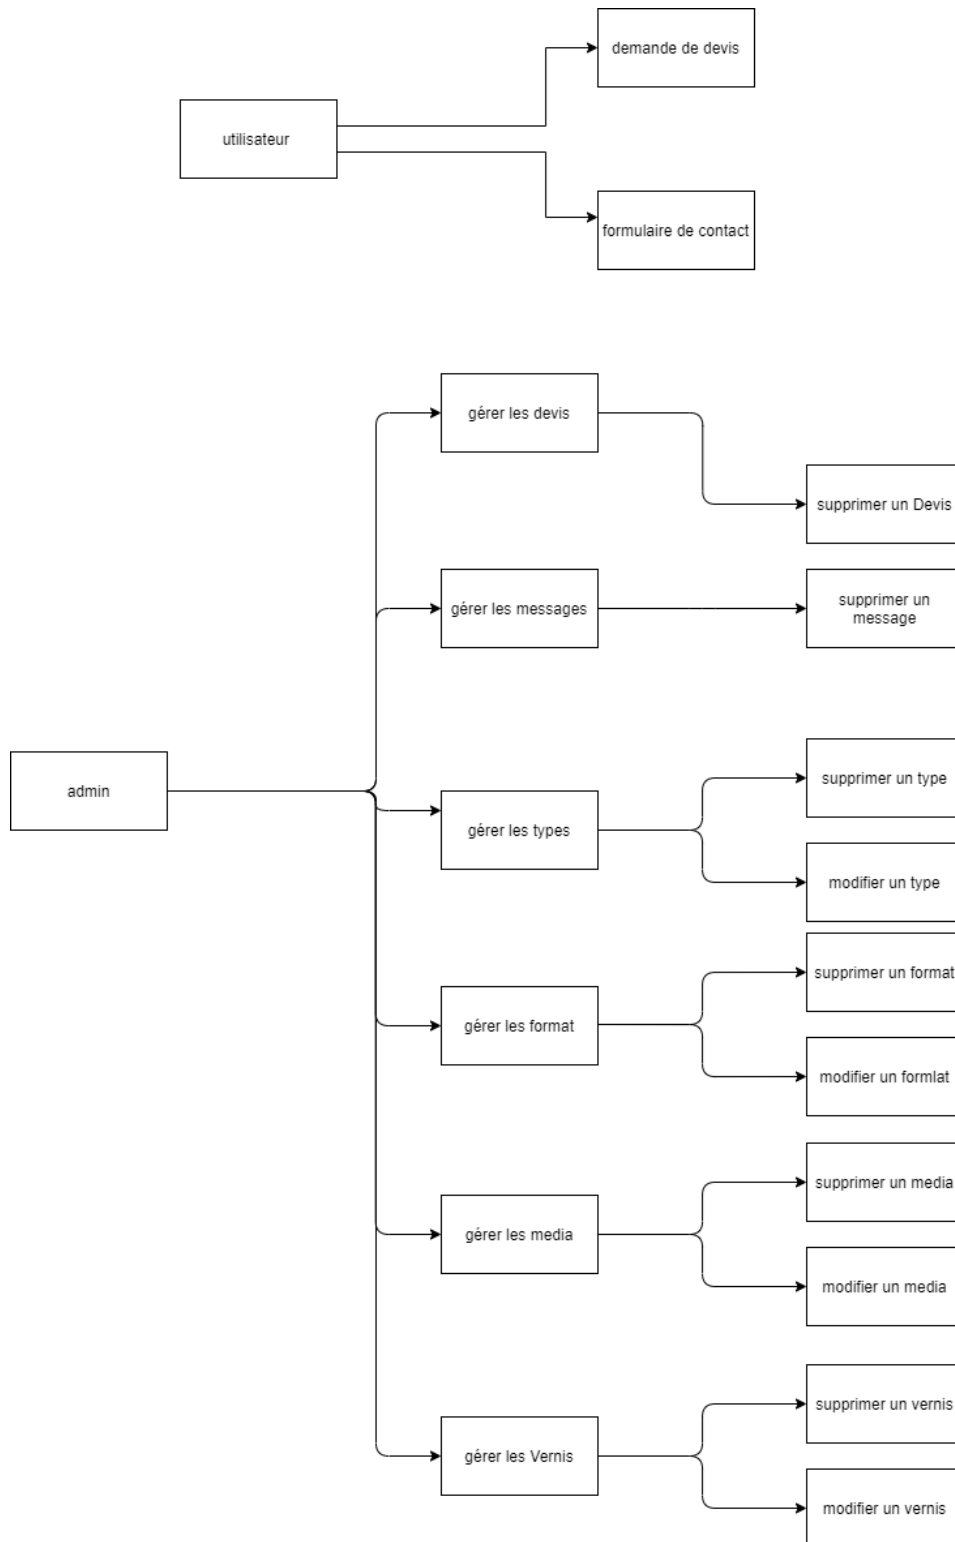 demande de devis
utilisateur
formulaire de contact
gérer les devis
supprimer un Devis
gérer les messages
supprimer un
message
admin
gérer les types
supprimer un type
modifier un type
gérer les format
supprimer un format
modifier un formlat
gérer les media
supprimer un media
modifier un media
gérer les Vernis
supprimer un vernis
modifier un vernis